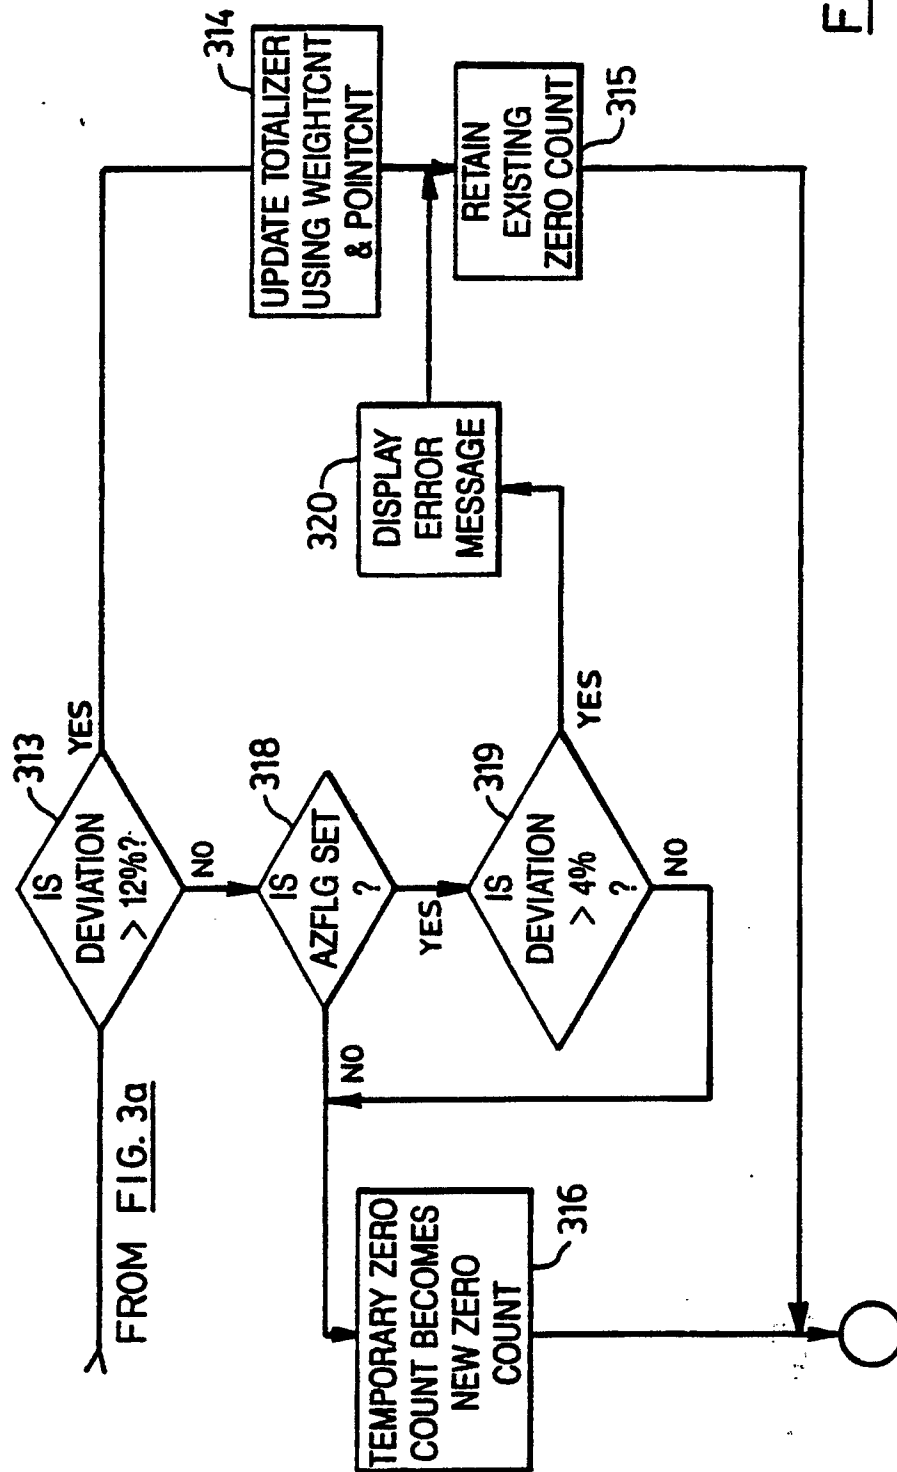 FROM FIG. 3a
313
IS
DEVIATION
> 12%?
YES
NO
314
UPDATE TOTALIZER
USING WEIGHTCNT
& POINTCNT
318
IS
AZFLG SET
?
NO
YES
320
DISPLAY
ERROR
MESSAGE
315
RETAIN
EXISTING
ZERO COUNT
319
IS
DEVIATION
> 4%
?
YES
NO
TEMPORARY ZERO
COUNT BECOMES
NEW ZERO
COUNT
316
F